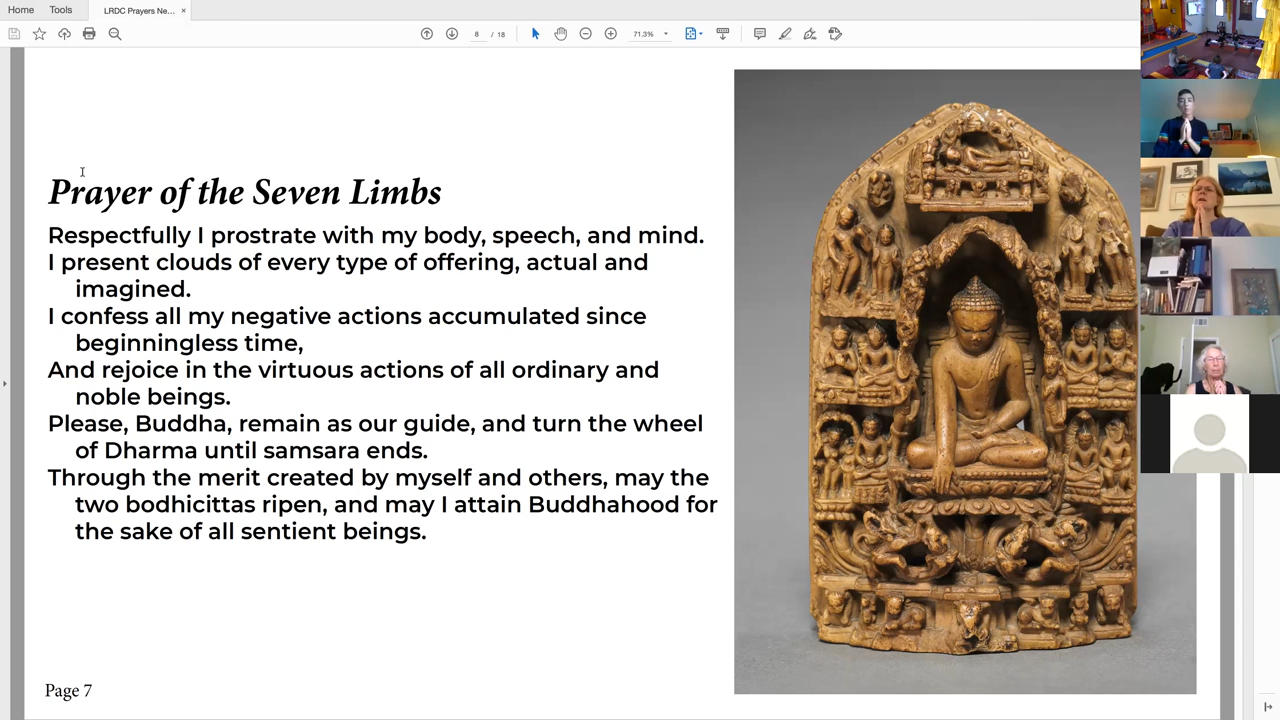 Home
Tools
LRDC Prayers Ne...
8 / 18
71.3%
Prayer of the Seven Limbs
Respectfully I prostrate with my body, speech, and mind.
I present clouds of every type of offering, actual and
imagined.
I confess all my negative actions accumulated since
beginningless time,
And rejoice in the virtuous actions of all ordinary and
noble beings.
Please, Buddha, remain as our guide, and turn the wheel
of Dharma until samsara ends.
Through the merit created by myself and others, may the
two bodhicittas ripen, and may I attain Buddhahood for
the sake of all sentient beings.
Page 7